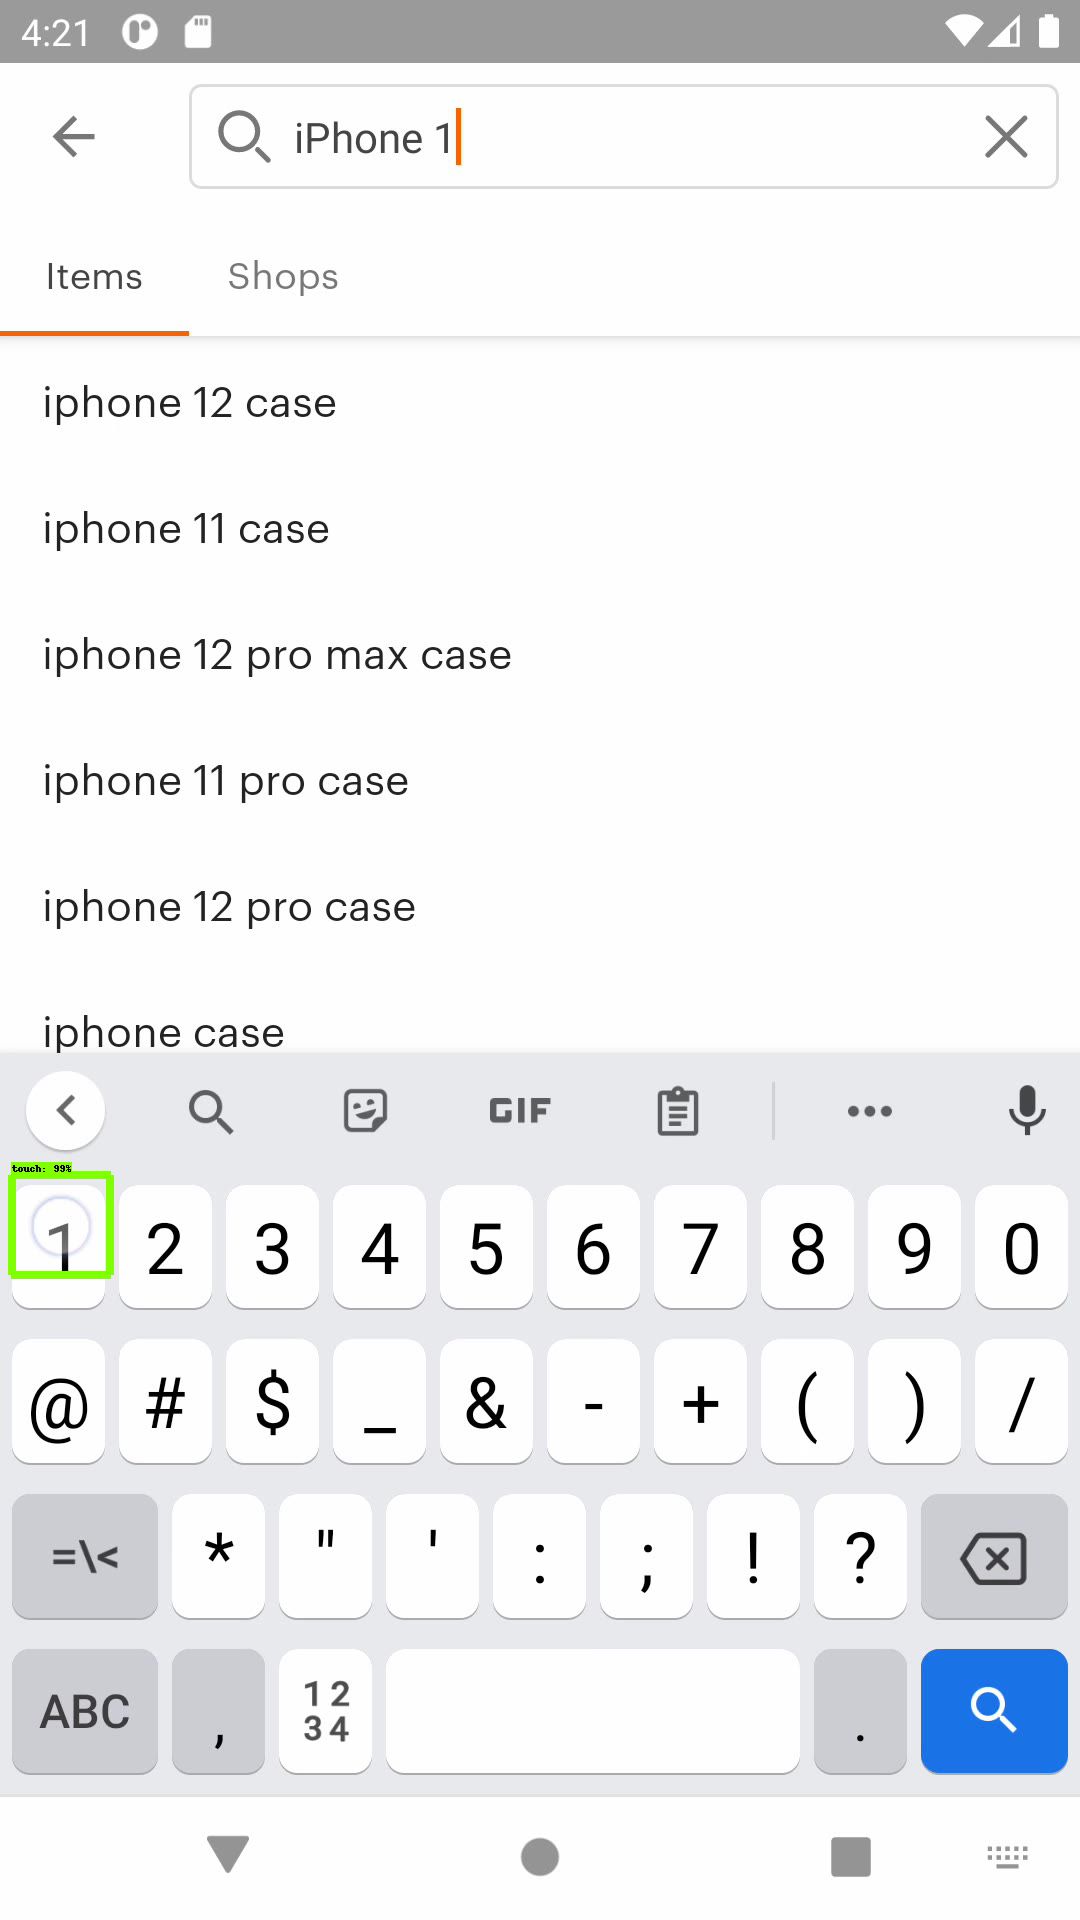 4:21
iPhone 1
Items Shops
iphone 12 case
iphone 11 case
iphone 12 pro max case
iphone 11 pro case
iphone 12 pro case
iphone case
GIF
touch: 99%
1 2 3 4 5 6 7 8 9 0
@ # $ _ & - + ( ) /
=\< * " ' : ; ! ?
ABC , 12 34 .